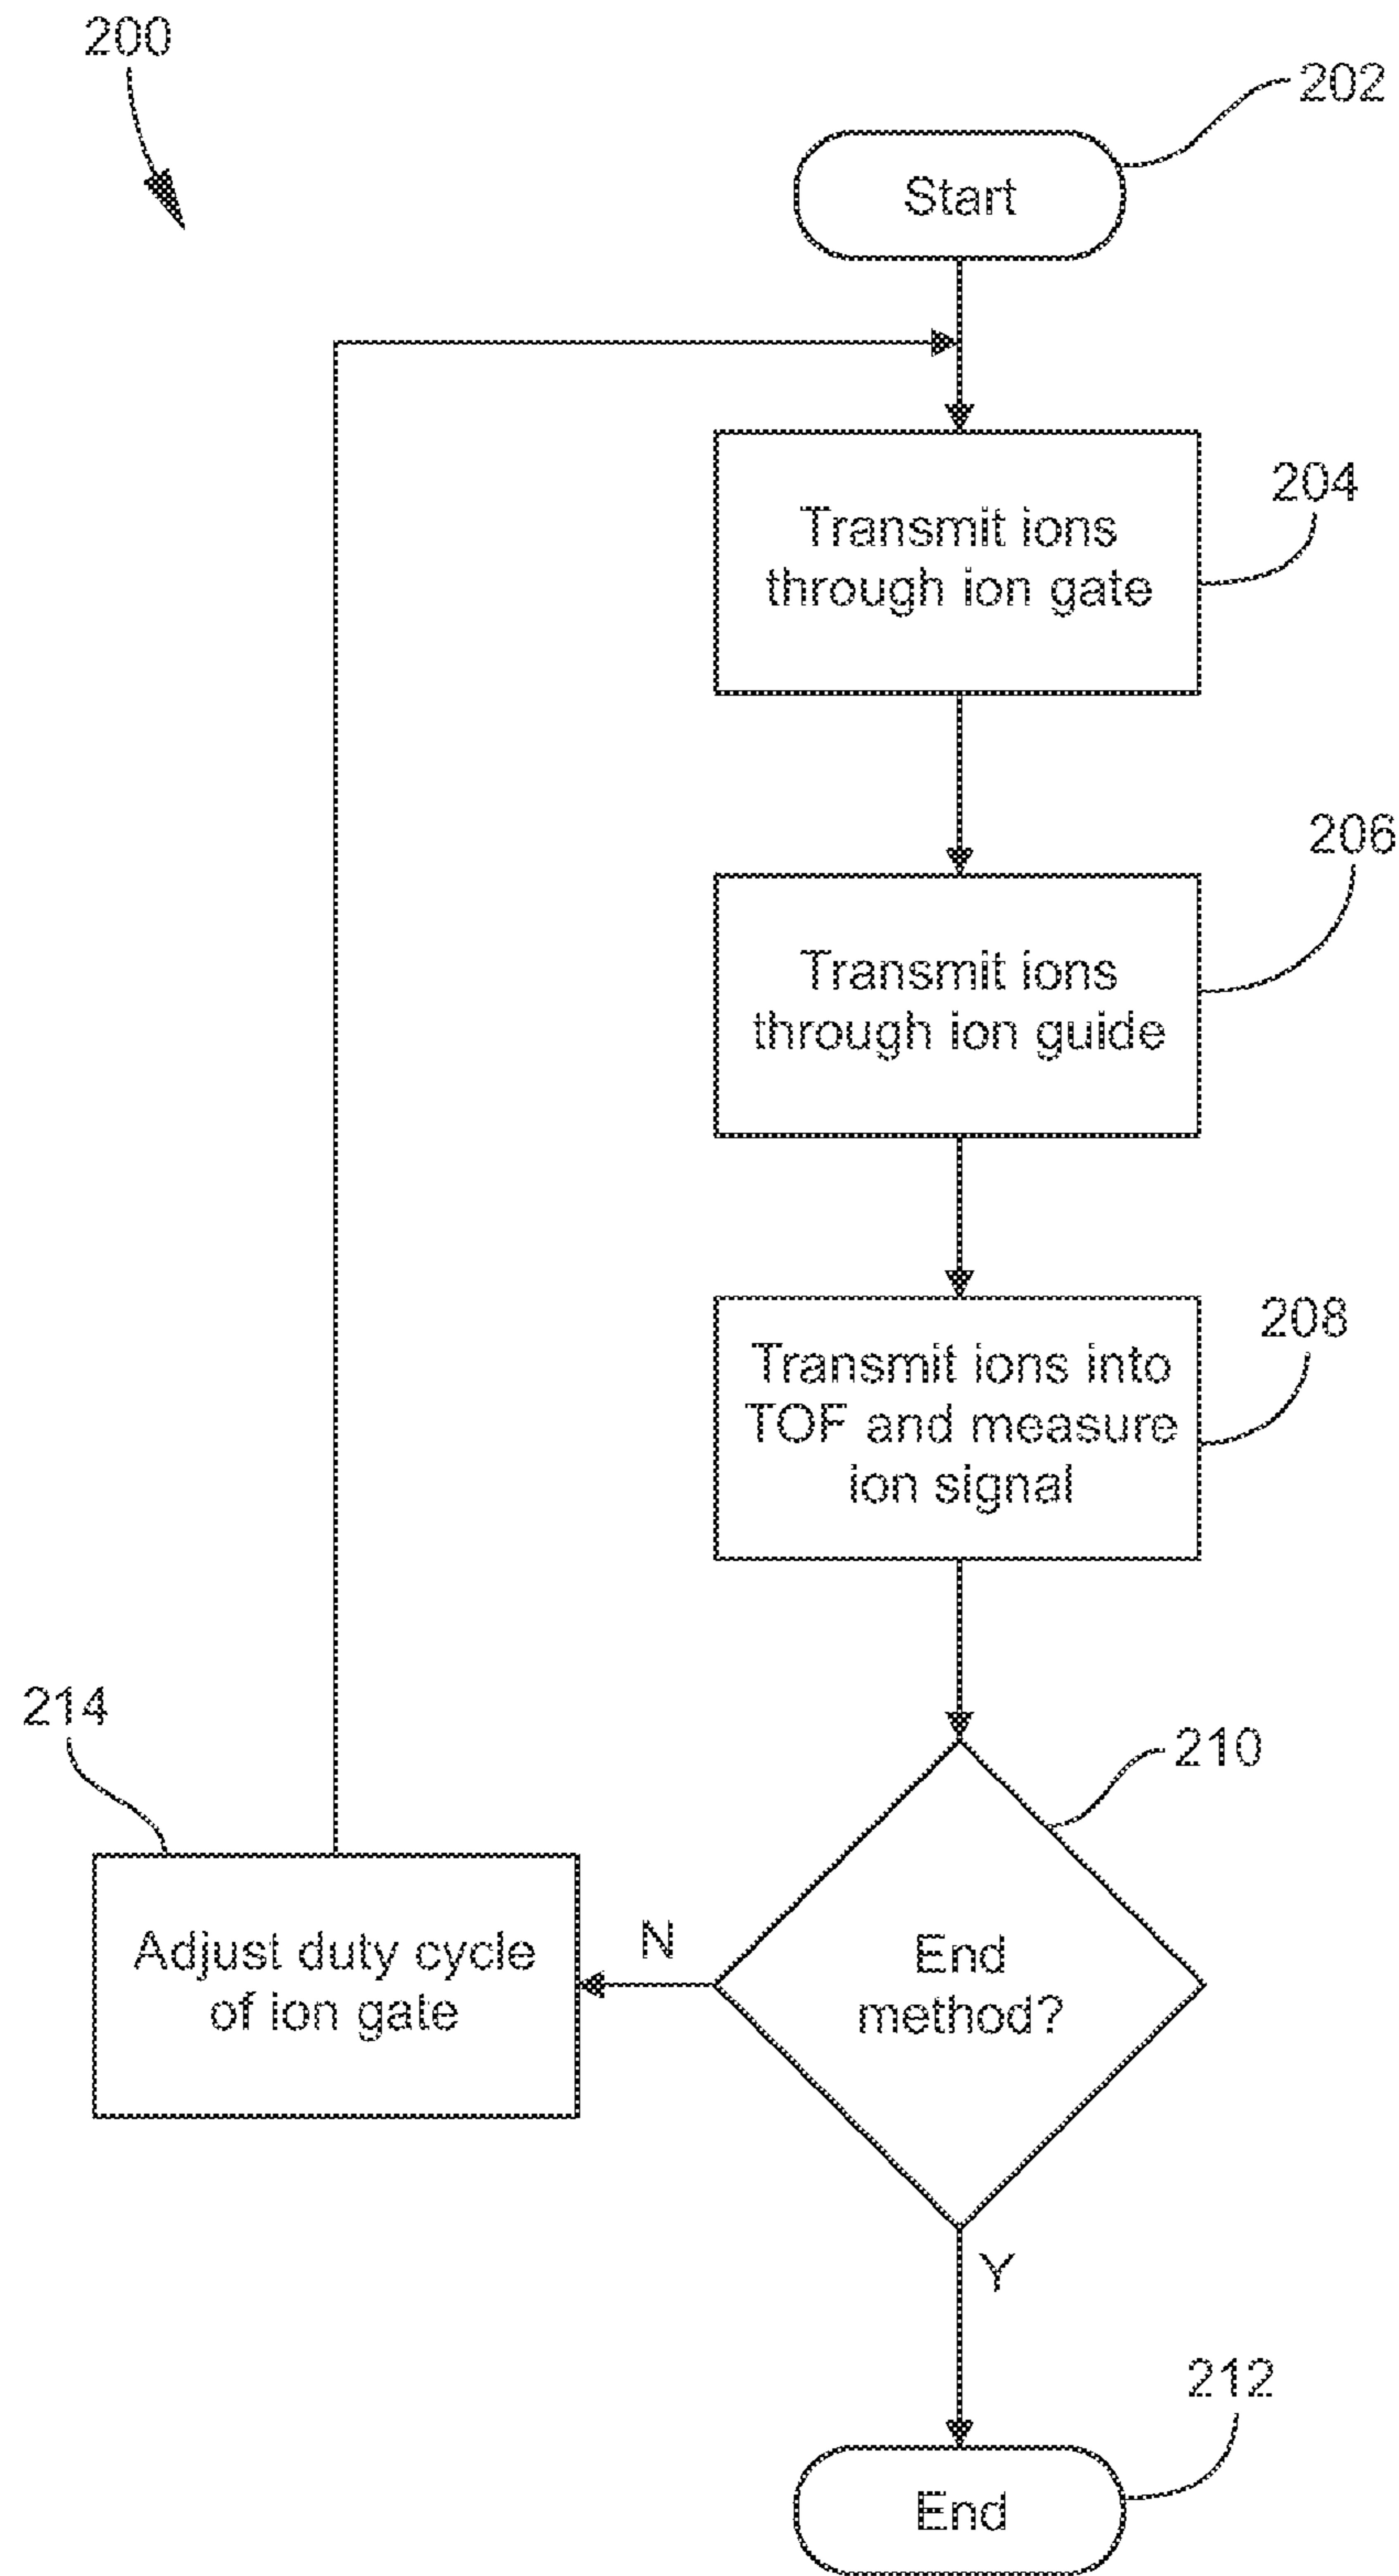 200
202
Start
204
Transmit ions
through ion gate
206
Transmit ions
through ion guide
208
Transmit ions into
TOF and measure
ion signal
214
210
Adjust duty cycle
of ion gate
N
End
method?
Y
212
End